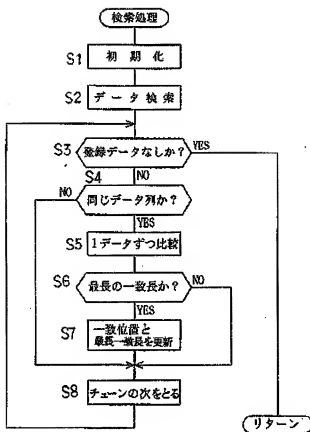 検索処理
S1
初期化
S2
データ検索
S3
登録データなしか?
YES
S4
NO
NO
同じデータ列か?
YES
S5
1データずつ比較
S6
最長の一致長か?
NO
YES
S7
一致位置と
最長一致長を更新
S8
チェーンの次をとる
リターン